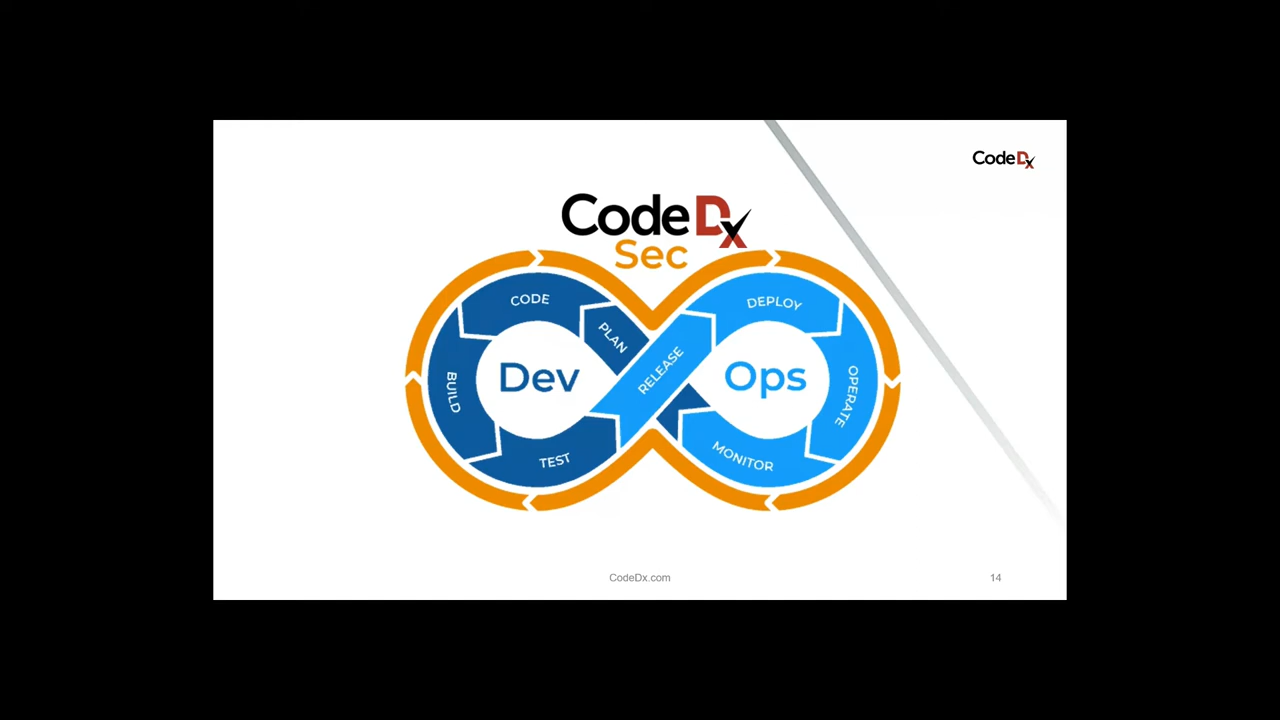 CodeDx
CodeDx
Sec
CODE
PLAN
BUILD
Dev
TEST
RELEASE
DEPLOY
Ops
OPERATE
MONITOR
CodeDx.com
14